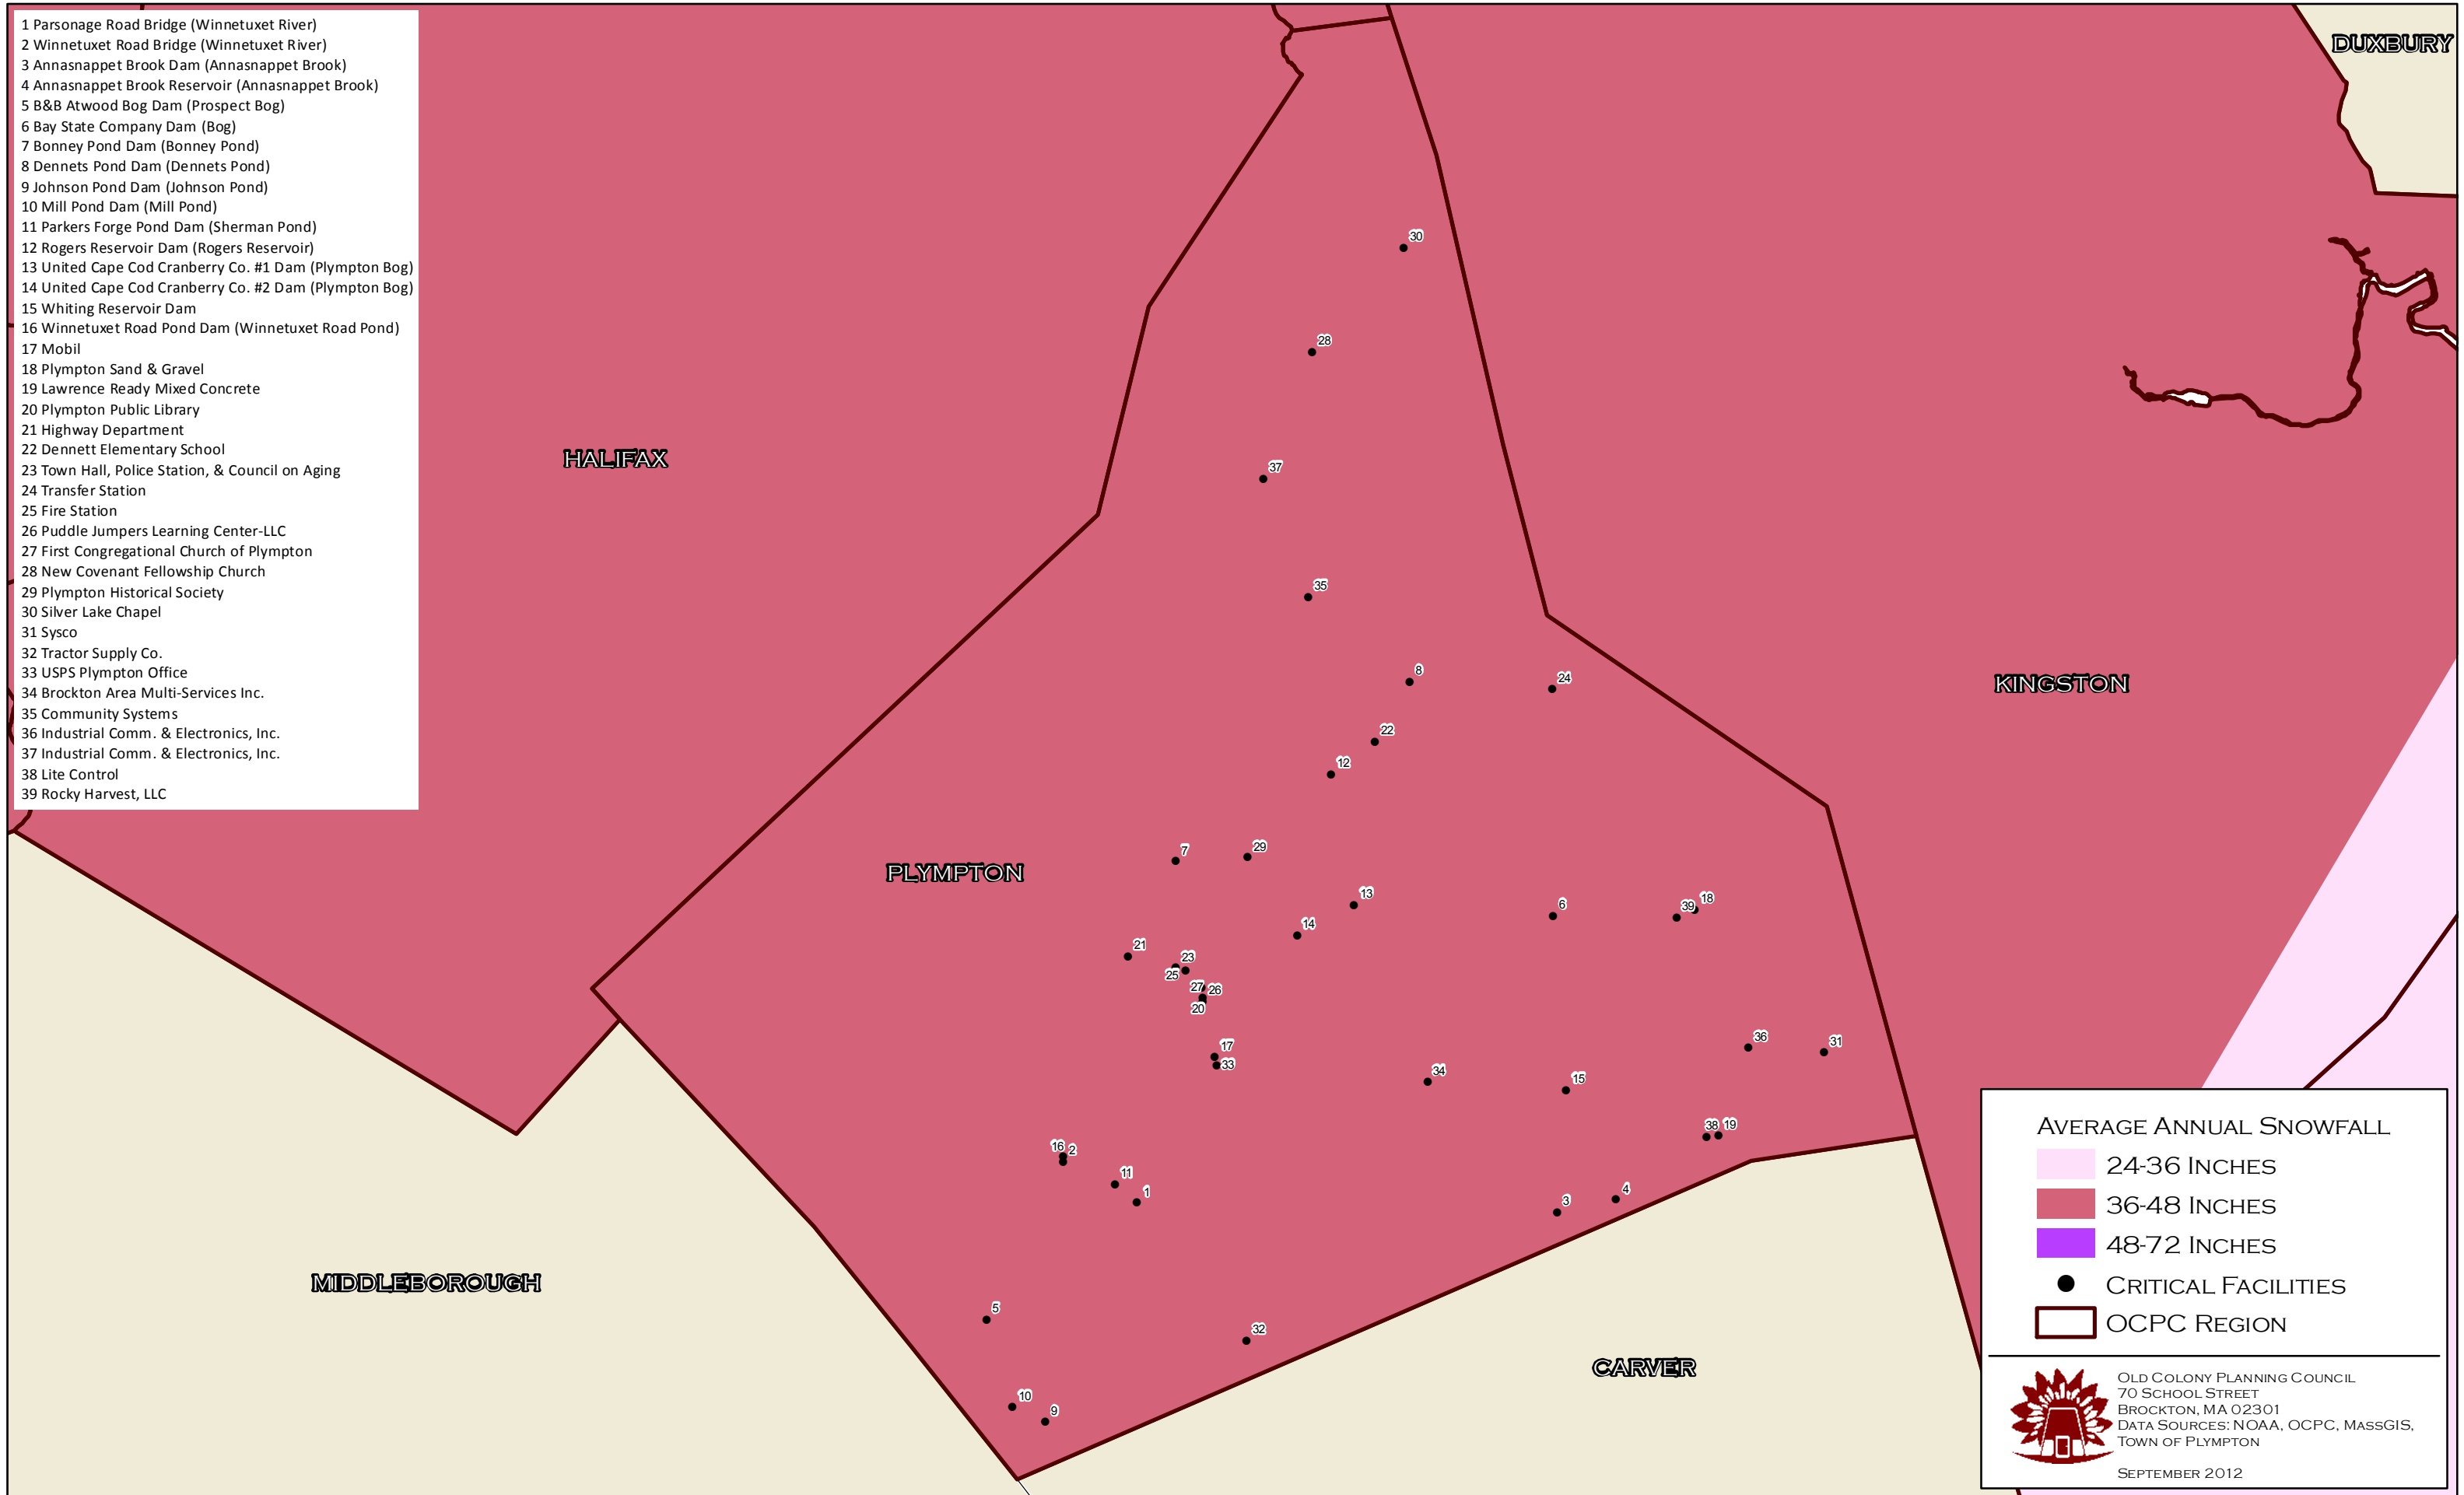 1 Parsonage Road Bridge (Winnetuxet River)
2 Winnetuxet Road Bridge (Winnetuxet River)
3 Annasnappet Brook Dam (Annasnappet Brook)
4 Annasnappet Brook Reservoir (Annasnappet Brook)
5 B&B Atwood Bog Dam (Prospect Bog)
6 Bay State Company Dam (Bog)
7 Bonney Pond Dam (Bonney Pond)
8 Dennets Pond Dam (Dennets Pond)
9 Johnson Pond Dam (Johnson Pond)
10 Mill Pond Dam (Mill Pond)
11 Parkers Forge Pond Dam (Sherman Pond)
12 Rogers Reservoir Dam (Rogers Reservoir)
13 United Cape Cod Cranberry Co. #1 Dam (Plympton Bog)
14 United Cape Cod Cranberry Co. #2 Dam (Plympton Bog)
15 Whiting Reservoir Dam
16 Winnetuxet Road Pond Dam (Winnetuxet Road Pond)
17 Mobil
18 Plympton Sand & Gravel
19 Lawrence Ready Mixed Concrete
20 Plympton Public Library
21 Highway Department
22 Dennett Elementary School
23 Town Hall, Police Station, & Council on Aging
24 Transfer Station
25 Fire Station
26 Puddle Jumpers Learning Center-LLC
27 First Congregational Church of Plympton
28 New Covenant Fellowship Church
29 Plympton Historical Society
30 Silver Lake Chapel
31 Sysco
32 Tractor Supply Co.
33 USPS Plympton Office
34 Brockton Area Multi-Services Inc.
35 Community Systems
36 Industrial Comm. & Electronics, Inc.
37 Industrial Comm. & Electronics, Inc.
38 Lite Control
39 Rocky Harvest, LLC
DUXBURY
30
28
HALIFAX
37
35
8
24
KINGSTON
22
12
7
29
PLYMPTON
13
6
39
18
14
21
23
25
27
26
20
17
33
36
31
34
15
38
19
16
2
11
1
3
4
MIDDLEBOROUGH
5
32
CARVER
10
9
AVERAGE ANNUAL SNOWFALL
24-36 INCHES
36-48 INCHES
48-72 INCHES
CRITICAL FACILITIES
OCPC REGION
OLD COLONY PLANNING COUNCIL
70 SCHOOL STREET
BROCKTON, MA 02301
DATA SOURCES: NOAA, OCPC, MASSGIS,
TOWN OF PLYMPTON
SEPTEMBER 2012